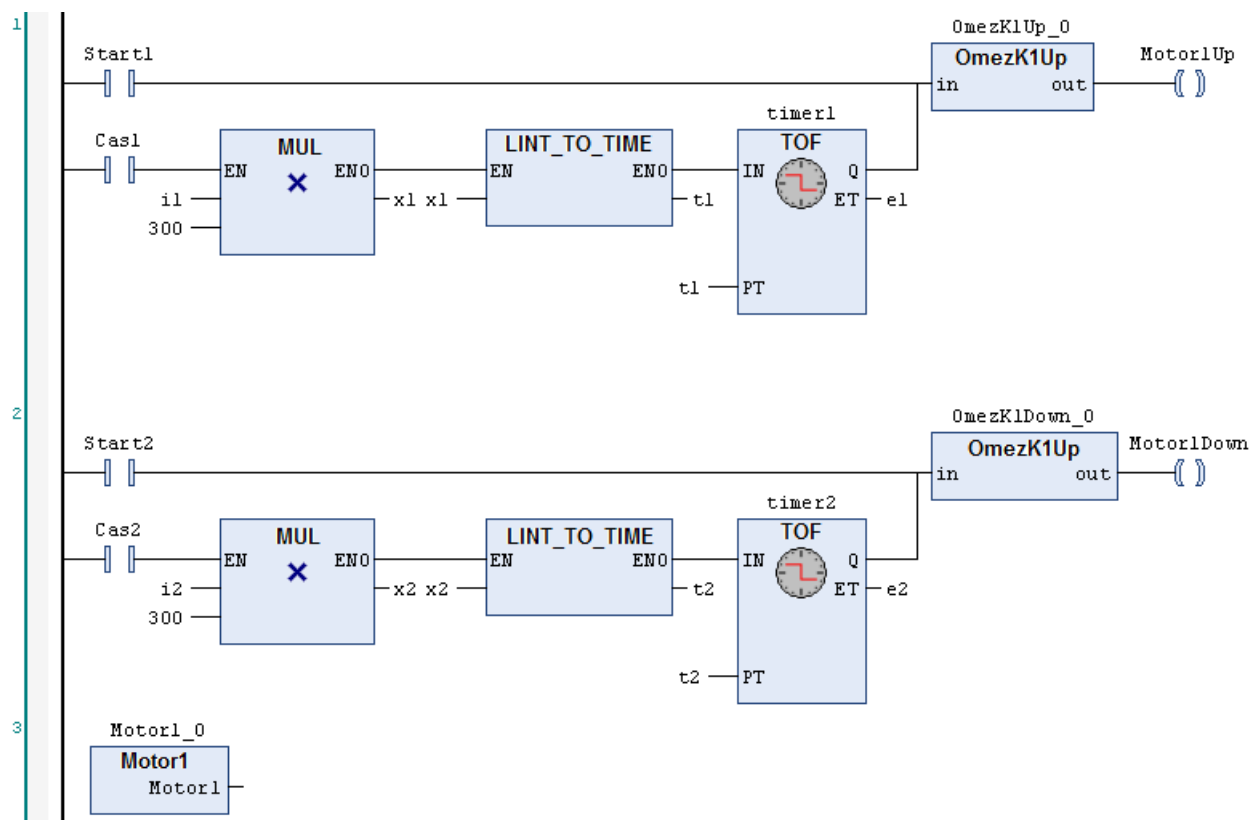 1
OmezK1Up_0
Start1
OmezK1Up
Motor1Up
in out
timer1
Cas1
MUL
LINT_TO_TIME
TOF
EN ENO
EN ENO
IN Q
i1
x1 x1
t1
ET e1
300
t1 PT
2
OmezK1Down_0
Start2
OmezK1Up
Motor1Down
in out
timer2
Cas2
MUL
LINT_TO_TIME
TOF
EN ENO
EN ENO
IN Q
i2
x2 x2
t2
ET e2
300
t2 PT
3
Motor1_0
Motor1
Motor1